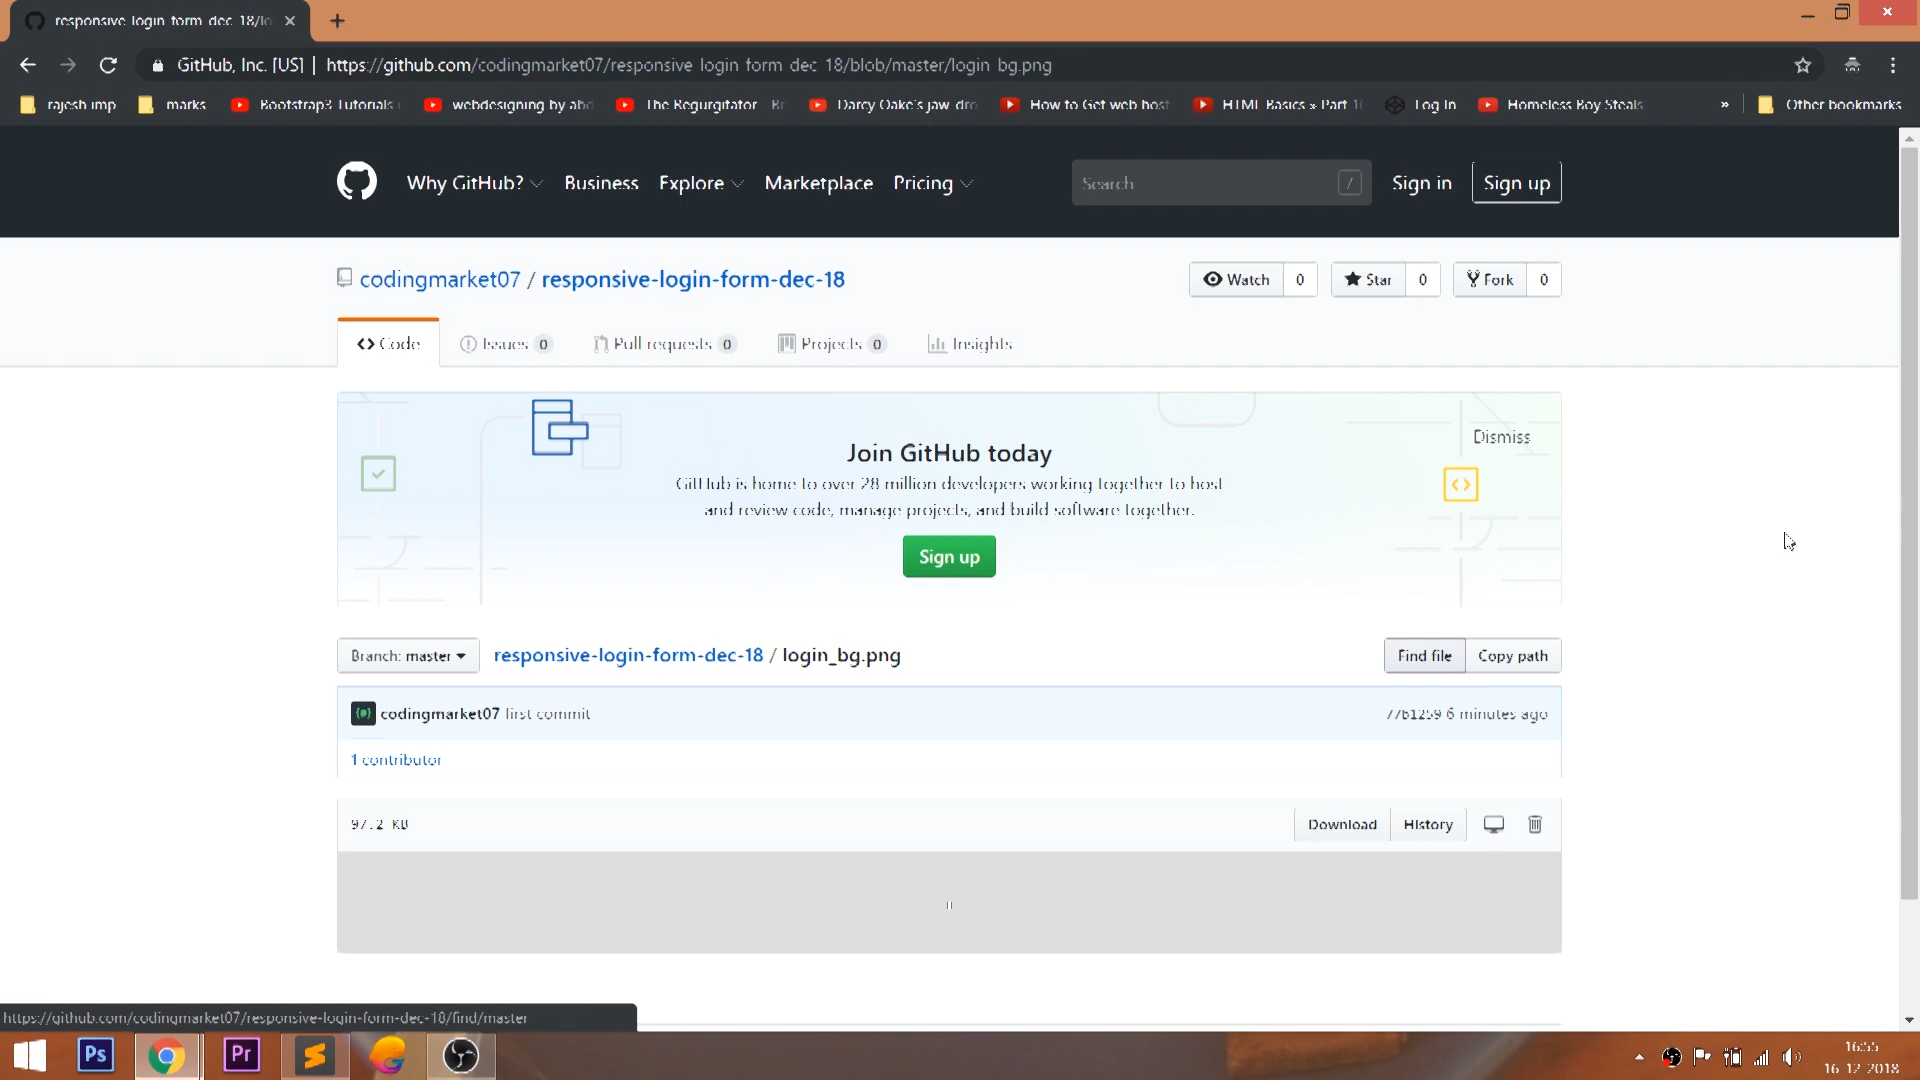 responsive-login-form-dec-18/lo
GitHub, Inc. [US] | https://github.com/codingmarket07/responsive-login-form-dec-18/blob/master/login_bg.png
rajesh imp marks Bootstrap3 Tutorials webdesigning by abd The Regurgitator Br Darcy Oake's jaw-dro How to Get web host HTML Basics » Part 1 Log In Homeless Boy Steals » Other bookmarks
Why GitHub? Business Explore Marketplace Pricing Search / Sign in Sign up
codingmarket07 / responsive-login-form-dec-18 Watch 0 Star 0 Fork 0
Code Issues 0 Pull requests 0 Projects 0 Insights
Dismiss
Join GitHub today
GitHub is home to over 28 million developers working together to host
and review code, manage projects, and build software together.
Sign up
Branch: master responsive-login-form-dec-18 / login_bg.png Find file Copy path
codingmarket07 first commit 77b1259 6 minutes ago
1 contributor
97.2 KB Download History
https://github.com/codingmarket07/responsive-login-form-dec-18/find/master
Ps Pr
16:55
16-12-2018